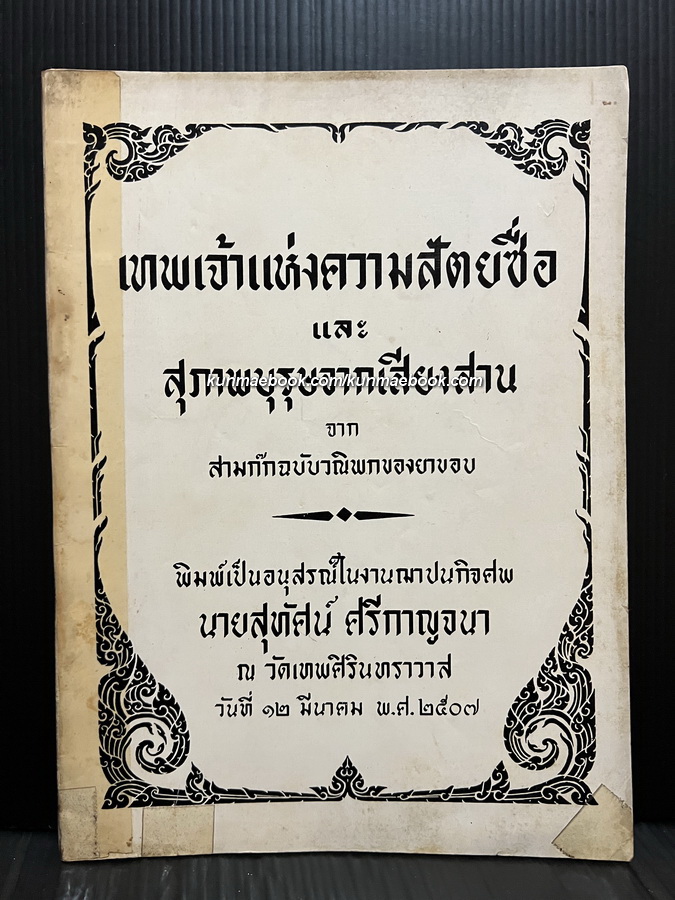 เทพเจ้าแห่งความสัตย์ซื่อ
และ
สุภาพบุรุษจากเสียงสาน
kunmaebook.com/kunmaebook.com
จาก
สามก๊กฉบับวณิพกของยาขอบ
พิมพ์เป็นอนุสรณ์ในงานฌาปนกิจศพ
นายสุทัศน์ ศรีกาญจนา
ณ วัดเทพศิรินทราวาส
วันที่ ๑๒ มีนาคม พ.ศ.๒๕๐๗